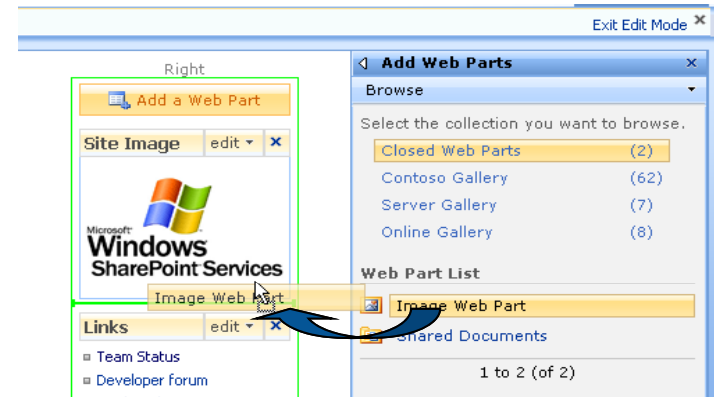 Exit Edit Mode ×
Right
Add a Web Part
Site Image edit ×
Microsoft
Windows
SharePoint Services
Image Web Part
Links edit ×
Team Status
Developer forum
Add Web Parts ×
Browse
Select the collection you want to browse.
Closed Web Parts (2)
Contoso Gallery (62)
Server Gallery (7)
Online Gallery (8)
Web Part List
Image Web Part
Shared Documents
1 to 2 (of 2)